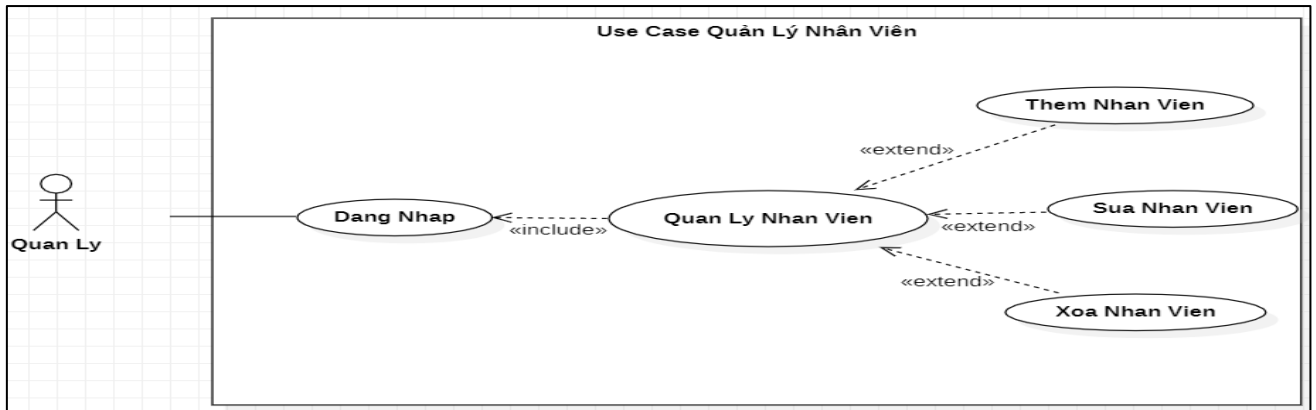 Use Case Quản Lý Nhân Viên
Them Nhan Vien
«extend»
Quan Ly
Dang Nhap
«include»
Quan Ly Nhan Vien
«extend»
Sua Nhan Vien
«extend»
Xoa Nhan Vien